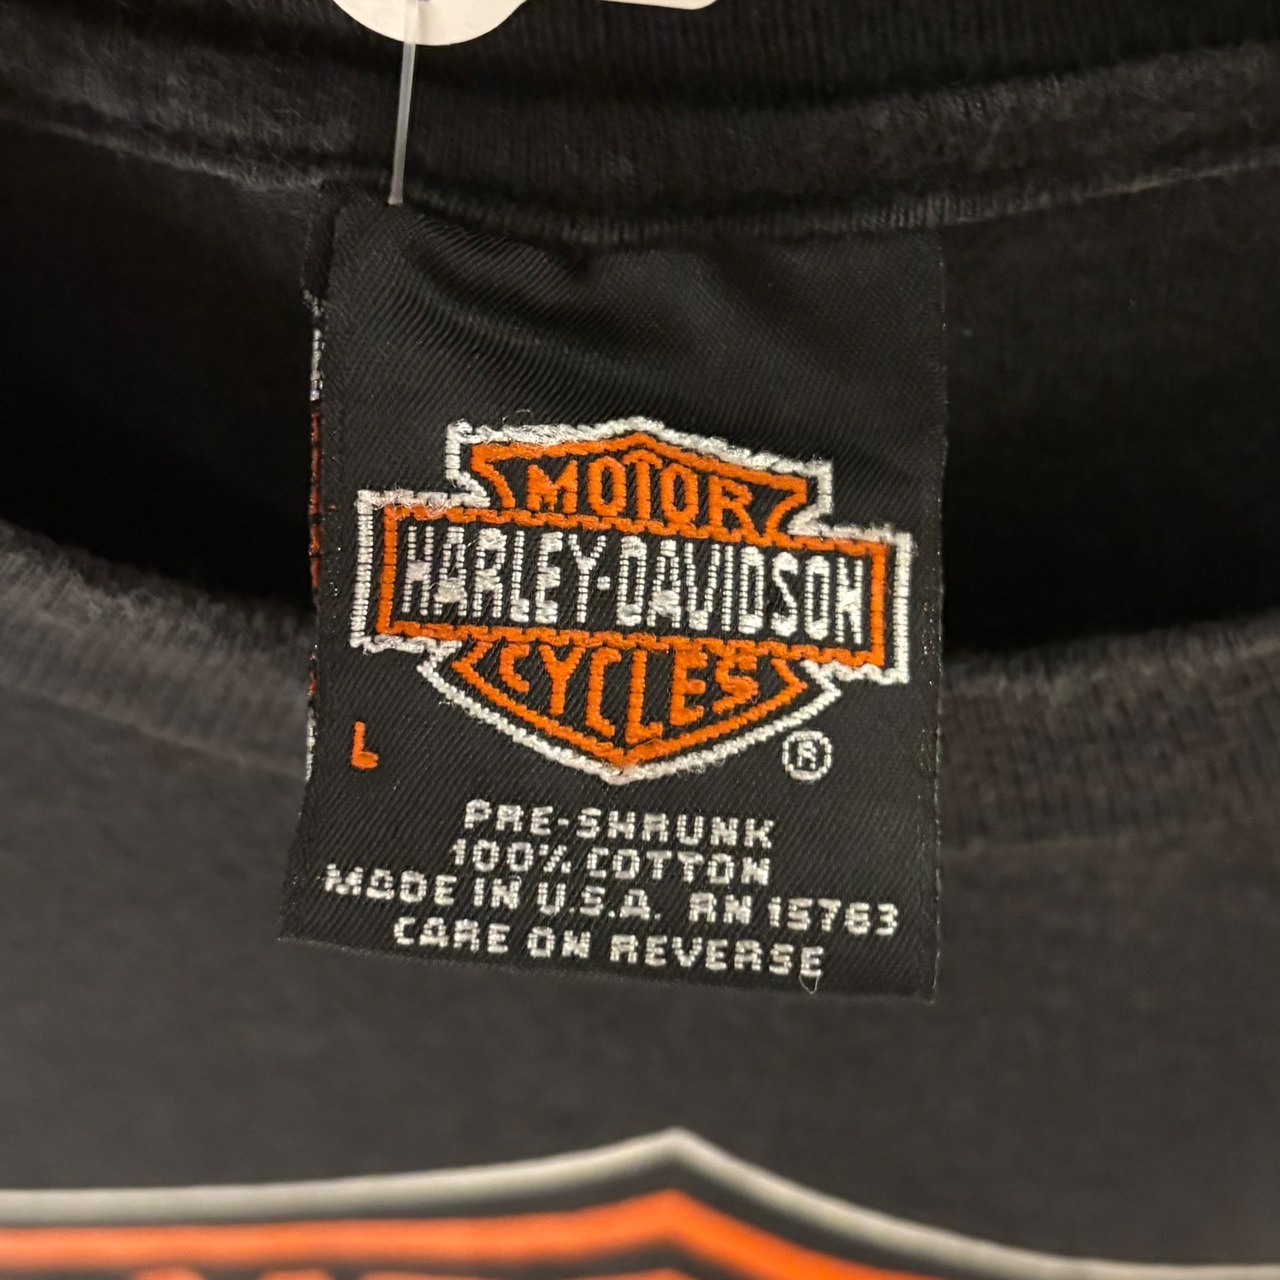 MOTOR
HARLEY-DAVIDSON
CYCLES
L
®
PRE-SHRUNK
100% COTTON
MADE IN U.S.A. RN 15763
CARE ON REVERSE